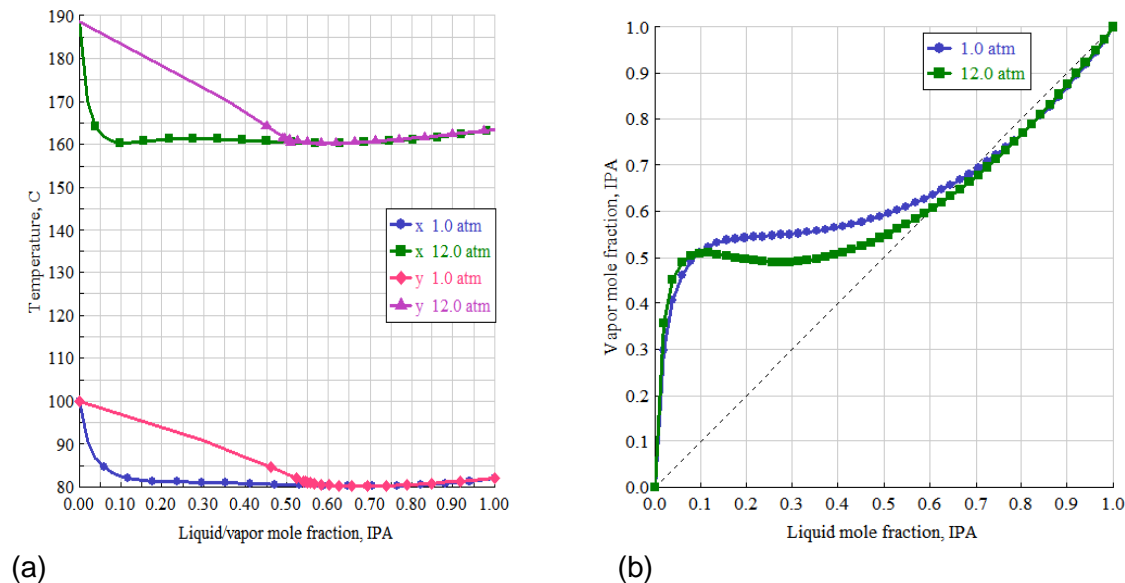 190
180
170
160
150
140
130
120
110
100
90
80
Temperature, C
x 1.0 atm
x 12.0 atm
y 1.0 atm
y 12.0 atm
0.00 0.10 0.20 0.30 0.40 0.50 0.60 0.70 0.80 0.90 1.00
Liquid/vapor mole fraction, IPA
(a)
1.0
0.9
0.8
0.7
0.6
0.5
0.4
0.3
0.2
0.1
0.0
Vapor mole fraction, IPA
1.0 atm
12.0 atm
0.0 0.1 0.2 0.3 0.4 0.5 0.6 0.7 0.8 0.9 1.0
Liquid mole fraction, IPA
(b)